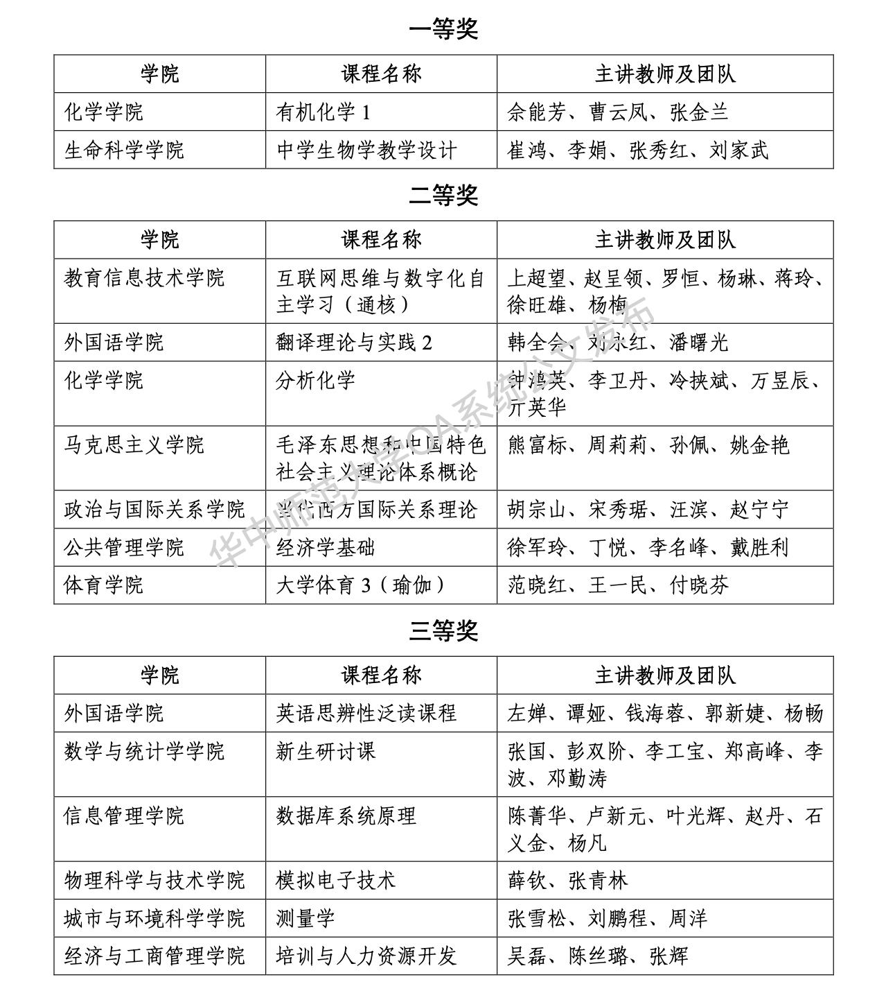 一等奖
学院 课程名称 主讲教师及团队
化学学院 有机化学 1 佘能芳、曹云凤、张金兰
生命科学学院 中学生物学教学设计 崔鸿、李娟、张秀红、刘家武
二等奖
学院 课程名称 主讲教师及团队
教育信息技术学院 互联网思维与数字化自 上超望、赵呈领、罗恒、杨琳、蒋玲、
主学习（通核） 徐旺雄、杨梅
外国语学院 翻译理论与实践 2 韩全会、刘永红、潘曙光
化学学院 分析化学 钟鸿英、李卫丹、冷挟斌、万昱辰、
亓英华
马克思主义学院 毛泽东思想和中国特色 熊富标、周莉莉、孙佩、姚金艳
社会主义理论体系概论
政治与国际关系学院 当代西方国际关系理论 胡宗山、宋秀琚、汪滨、赵宁宁
公共管理学院 经济学基础 徐军玲、丁悦、李名峰、戴胜利
体育学院 大学体育 3（瑜伽） 范晓红、王一民、付晓芬
华中师范大学OA系统公文发布
三等奖
学院 课程名称 主讲教师及团队
外国语学院 英语思辨性泛读课程 左婵、谭娅、钱海蓉、郭新婕、杨畅
数学与统计学学院 新生研讨课 张国、彭双阶、李工宝、郑高峰、李
波、邓勤涛
信息管理学院 数据库系统原理 陈菁华、卢新元、叶光辉、赵丹、石
义金、杨凡
物理科学与技术学院 模拟电子技术 薛钦、张青林
城市与环境科学学院 测量学 张雪松、刘鹏程、周洋
经济与工商管理学院 培训与人力资源开发 吴磊、陈丝璐、张辉